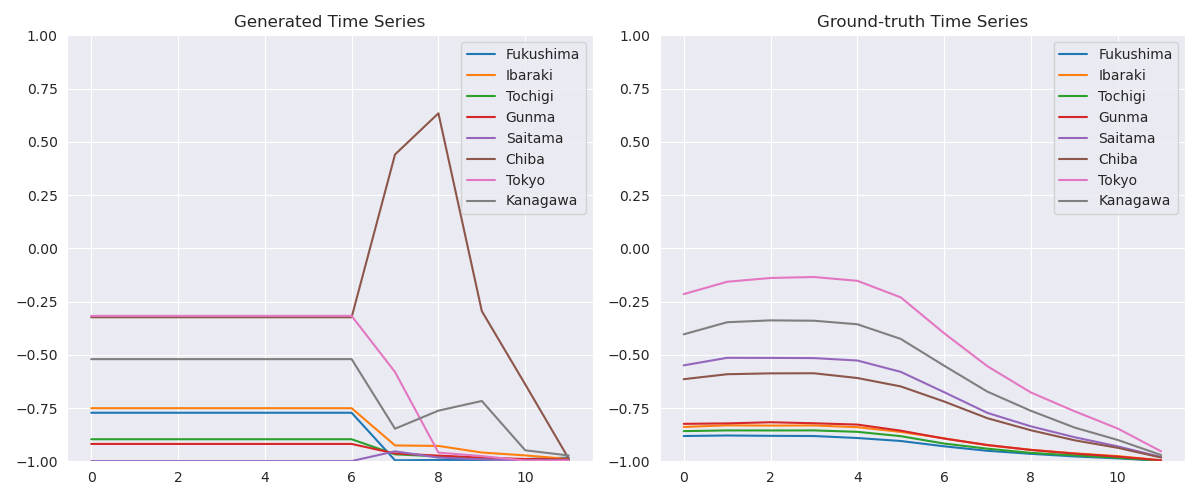 Generated Time Series
1.00
0.75
0.50
0.25
0.00
−0.25
−0.50
−0.75
−1.00
0 2 4 6 8 10
Fukushima
Ibaraki
Tochigi
Gunma
Saitama
Chiba
Tokyo
Kanagawa
Ground-truth Time Series
1.00
0.75
0.50
0.25
0.00
−0.25
−0.50
−0.75
−1.00
0 2 4 6 8 10
Fukushima
Ibaraki
Tochigi
Gunma
Saitama
Chiba
Tokyo
Kanagawa